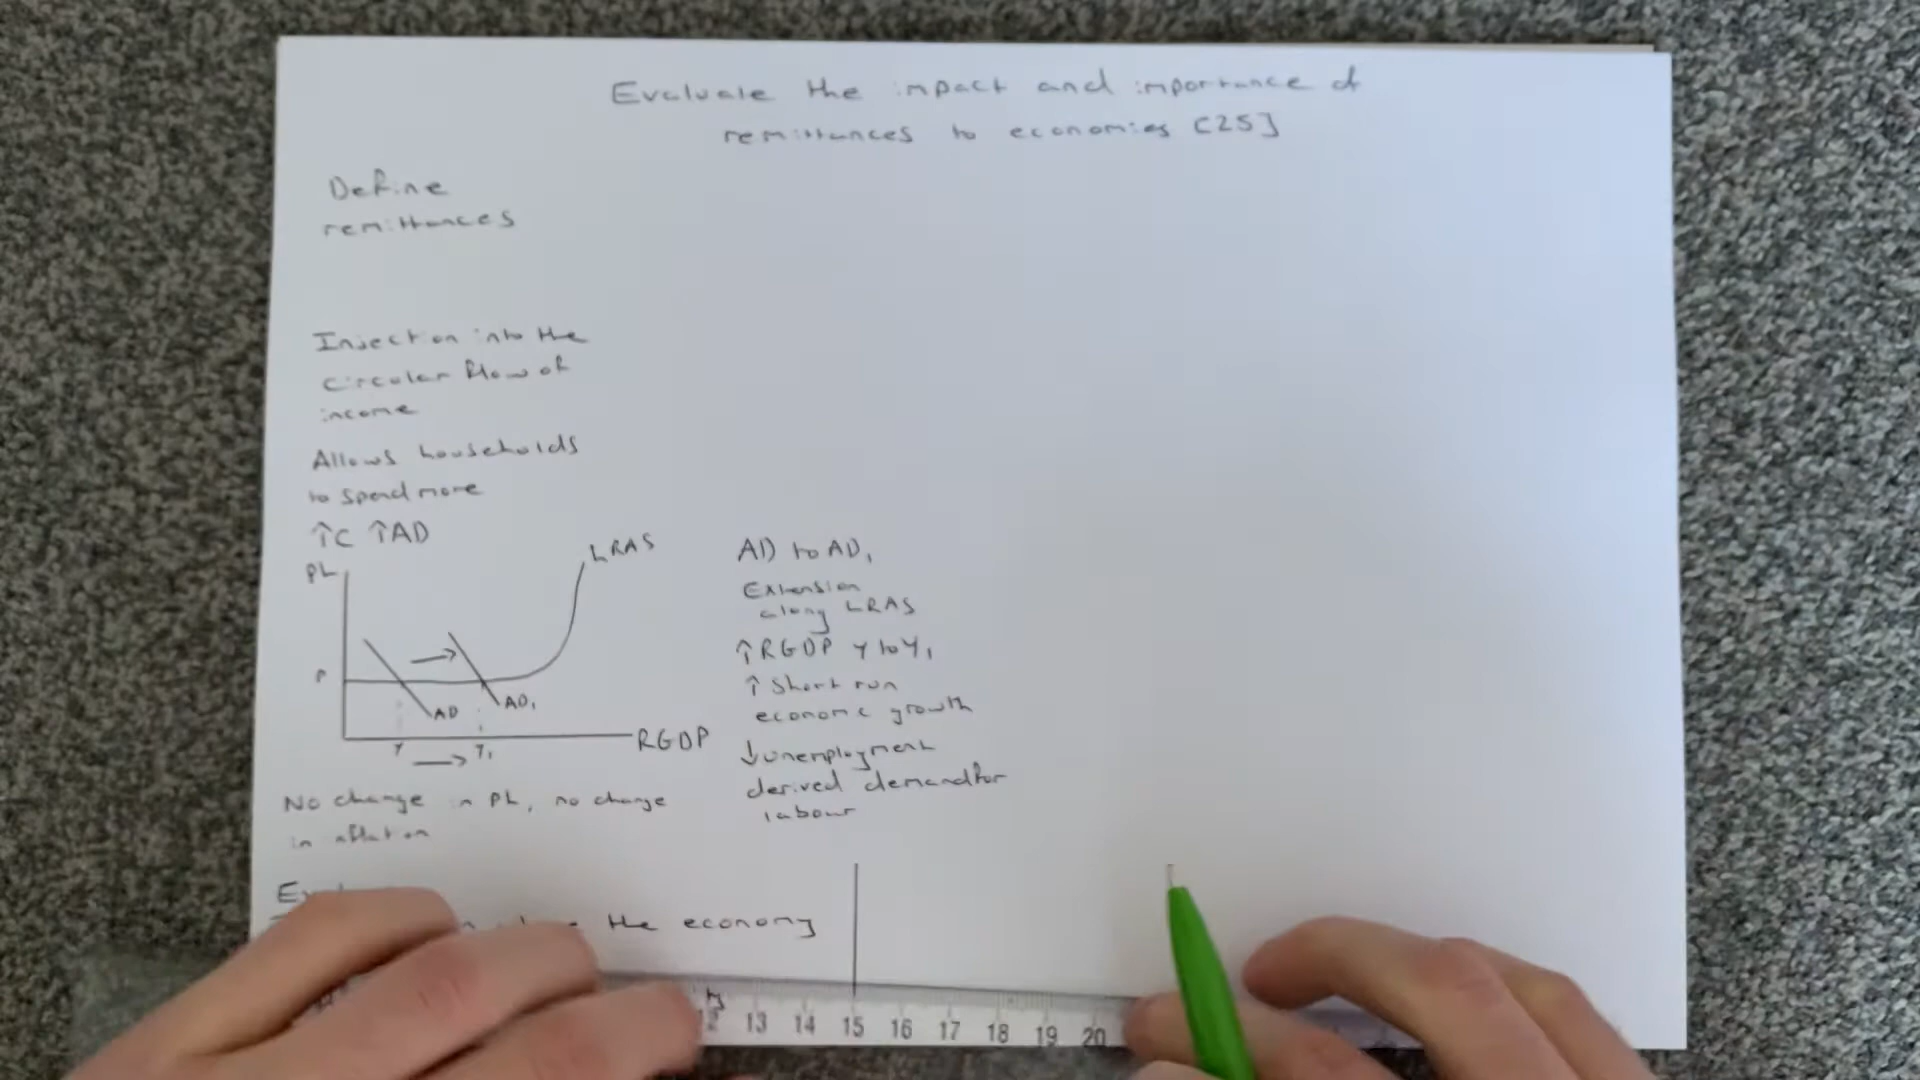 Evaluate the impact and importance of
remittances to economies [25]
Define
remittances
Injection into the
circular flow of
income
Allows households
to spend more
↑C ↑AD
PL
LRAS
P
AD
AD₁
Y
Y₁
RGDP
No change in PL, no change
in inflation
AD to AD₁
Extension
along LRAS
↑RGDP Y to Y₁
↑ Short run
economic growth
↓unemployment
derived demand for
labour
the economy
12 13 14 15 16 17 18 19 20